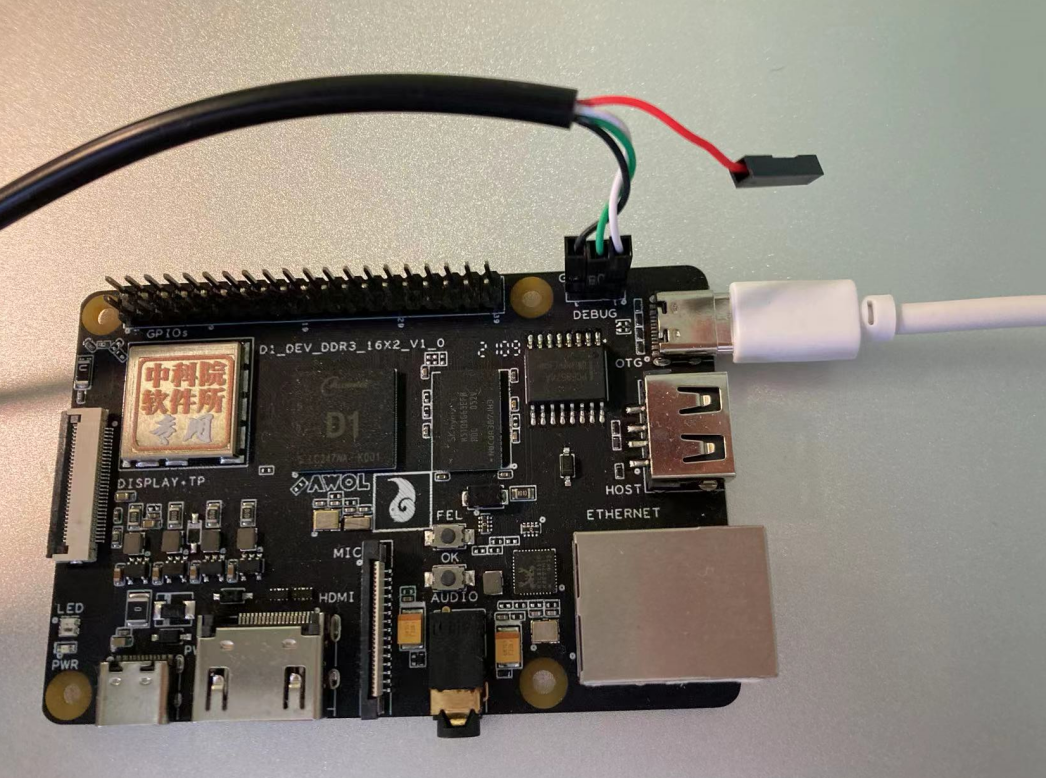 DEBUG
GPIOs
D1_DEV_DDR3_16X2_V1_0
2109
OTG
中科院
软件所
专用
D1
DISPLAY+TP
AWOL
HOST
FEL
ETHERNET
MIC
OK
HDMI
AUDIO
LED
PWR